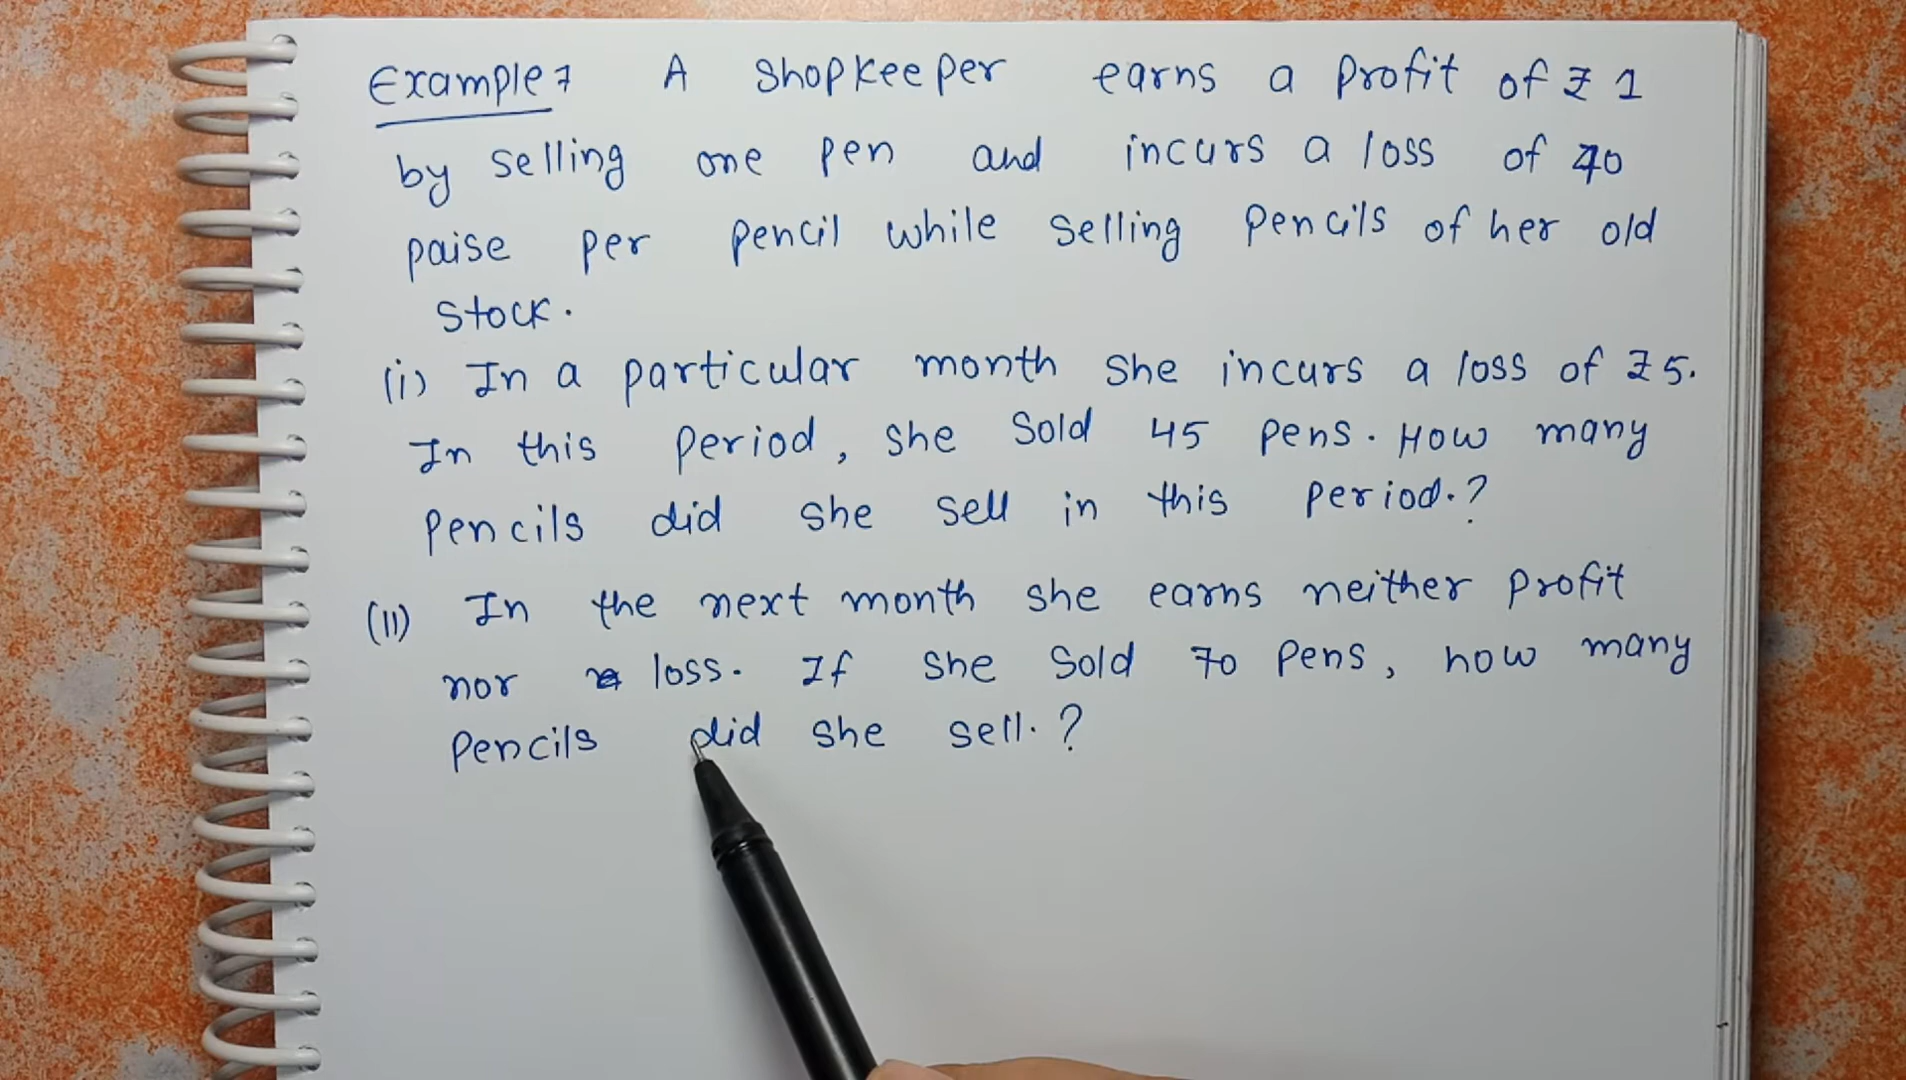 Example 7 A shopkeeper earns a profit of ₹ 1
by selling one pen and incurs a loss of 40
paise per pencil while selling pencils of her old
stock.
(i) In a particular month she incurs a loss of ₹5.
In this period, she sold 45 pens. How many
pencils did she sell in this period.?
(II) In the next month she earns neither profit
nor loss. If she sold 70 pens, how many
pencils did she sell.?